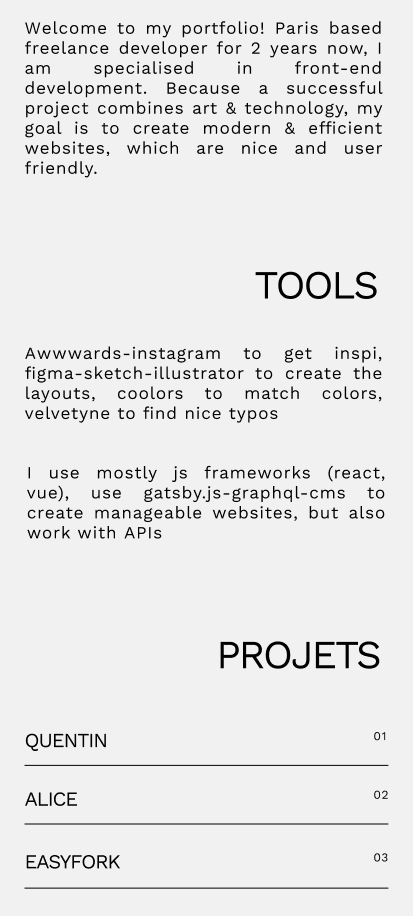 Welcome to my portfolio! Paris based
freelance developer for 2 years now, I
am specialised in front-end
development. Because a successful
project combines art & technology, my
goal is to create modern & efficient
websites, which are nice and user
friendly.
TOOLS
Awwwards-instagram to get inspi,
figma-sketch-illustrator to create the
layouts, coolors to match colors,
velvetyne to find nice typos
I use mostly js frameworks (react,
vue), use gatsby.js-graphql-cms to
create manageable websites, but also
work with APIs
PROJETS
QUENTIN 01
ALICE 02
EASYFORK 03